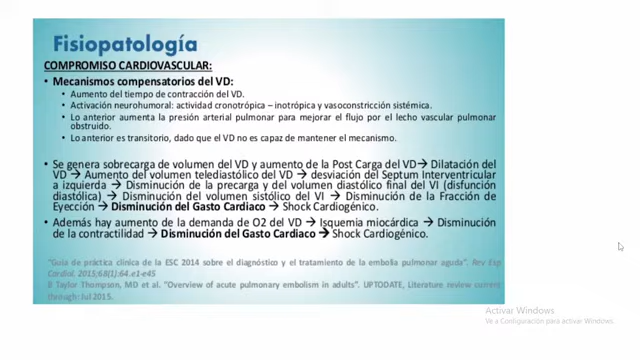 Fisiopatología
COMPROMISO CARDIOVASCULAR:
• Mecanismos compensatorios del VD:
• Aumento del tiempo de contracción del VD.
• Activación neurohumoral: actividad cronotrópica – inotrópica y vasoconstricción sistémica.
• Lo anterior aumenta la presión arterial pulmonar para mejorar el flujo por el lecho vascular pulmonar
obstruido.
• Lo anterior es transitorio, dado que el VD no es capaz de mantener el mecanismo.
• Se genera sobrecarga de volumen del VD y aumento de la Post Carga del VD→ Dilatación del
VD → Aumento del volumen telediastólico del VD → desviación del Septum Interventricular
a izquierda → Disminución de la precarga y del volumen diastólico final del VI (disfunción
diastólica) → Disminución del volumen sistólico del VI → Disminución de la Fracción de
Eyección → Disminución del Gasto Cardiaco → Shock Cardiogénico.
• Además hay aumento de la demanda de O2 del VD → Isquemia miocárdica → Disminución
de la contractilidad → Disminución del Gasto Cardiaco → Shock Cardiogénico.
"Guía de práctica clínica de la ESC 2014 sobre el diagnóstico y el tratamiento de la embolia pulmonar aguda". Rev Esp
Cardiol. 2015;68(1):64.e1-e45
B Taylor Thompson, MD et al. "Overview of acute pulmonary embolism in adults". UPTODATE, Literature review current
through: Jul 2015.
Activar Windows
Ve a Configuración para activar Windows.